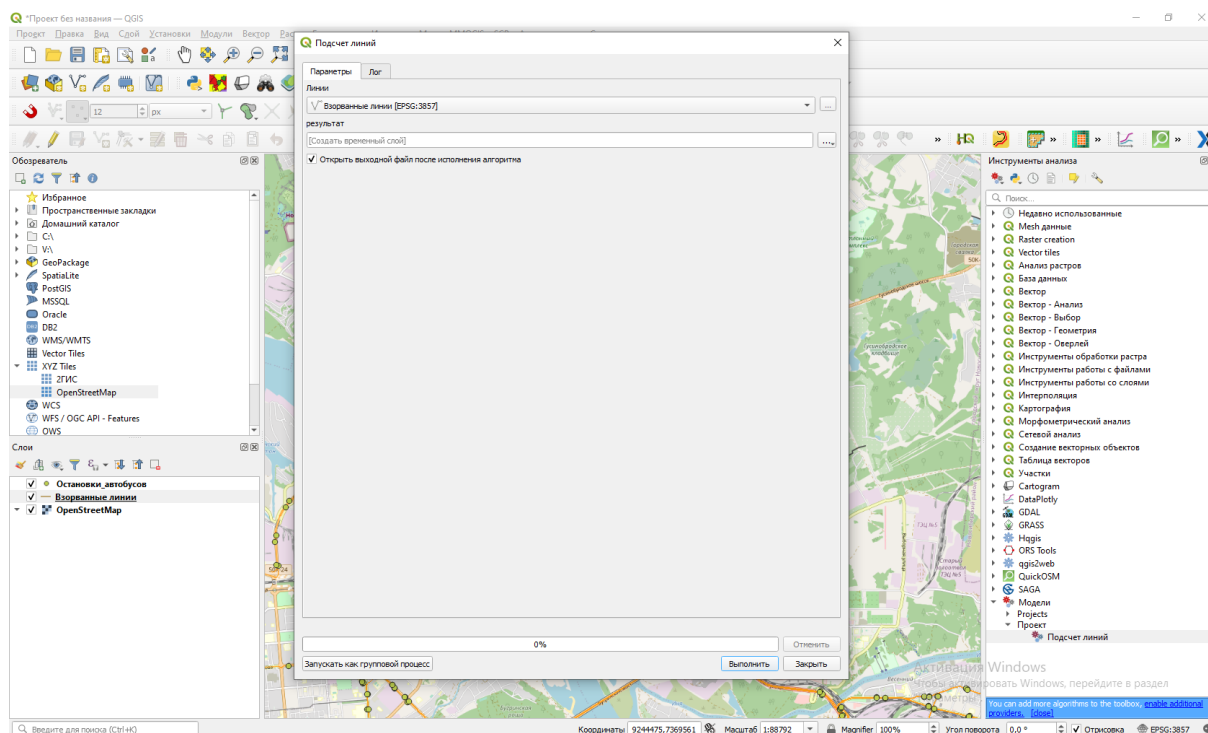 *Проект без названия — QGIS
Проект Правка Вид Слой Установки Модули Вектор
Подсчет линий
Параметры Лог
Линии
Взорванные линии [EPSG:3857]
...
результат
[Создать временный слой]
...
Открыть выходной файл после исполнения алгоритма
0%
Отменить
Запускать как групповой процесс
Выполнить Закрыть
12 px
Обозреватель
Избранное
Пространственные закладки
Домашний каталог
C:\
V:\
GeoPackage
SpatiaLite
PostGIS
MSSQL
Oracle
DB2
WMS/WMTS
Vector Tiles
XYZ Tiles
2ГИС
OpenStreetMap
WCS
WFS / OGC API - Features
OWS
Слои
Остановки_автобусов
Взорванные линии
OpenStreetMap
Инструменты анализа
Поиск...
Недавно использованные
Mesh данные
Raster creation
Vector tiles
Анализ растров
База данных
Вектор
Вектор - Анализ
Вектор - Выбор
Вектор - Геометрия
Вектор - Оверлей
Инструменты обработки растра
Инструменты работы с файлами
Инструменты работы со слоями
Интерполяция
Картография
Морфометрический анализ
Сетевой анализ
Создание векторных объектов
Таблица векторов
Участки
Cartogram
DataPlotly
GDAL
GRASS
Hqgis
ORS Tools
qgis2web
QuickOSM
SAGA
Модели
Projects
Проект
Подсчет линий
Активация Windows
Чтобы активировать Windows, перейдите в раздел
You can add more algorithms to the toolbox, enable additional
providers. [close]
Введите для поиска (Ctrl+K)
Координаты 9244475,7369561 Масштаб 1:88792 Magnifier 100% Угол поворота 0,0 ° Отрисовка EPSG:3857